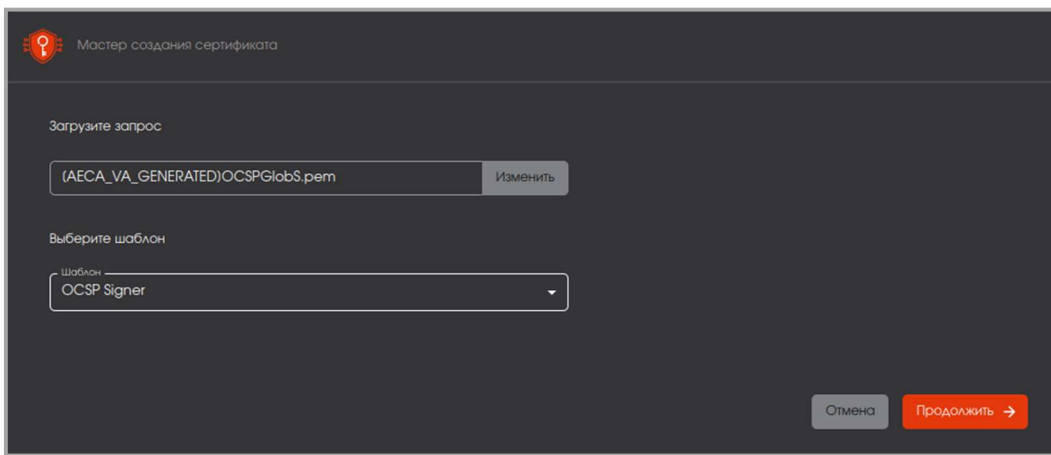 Мастер создания сертификата
Загрузите запрос
(AECA_VA_GENERATED)OCSPGlobS.pem
Изменить
Выберите шаблон
Шаблон
OCSP Signer
Отмена
Продолжить →